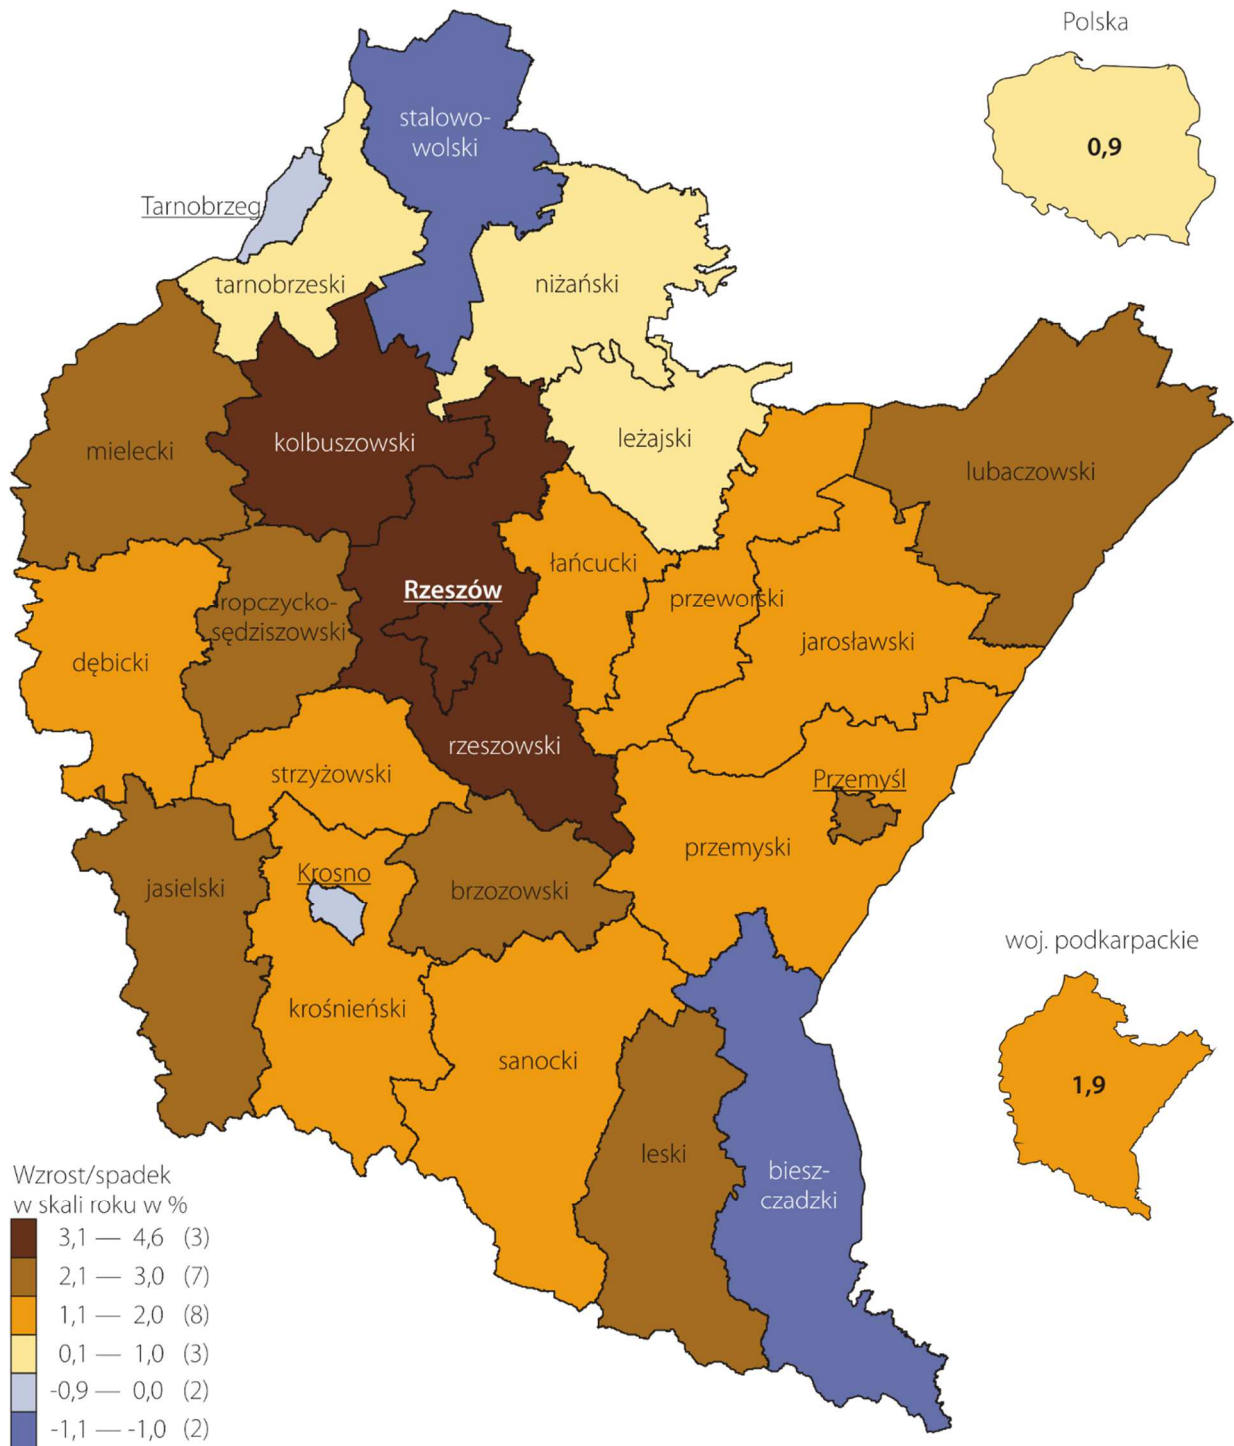 Polska
0,9
stalowo-
wolski
Tarnobrzeg
tarnobrzeski
niżański
mielecki
kolbuszowski
leżajski
lubaczowski
łańcucki
Rzeszów
przeworski
ropczycko-
sędziszowski
jarosławski
dębicki
rzeszowski
strzyżowski
Przemyśl
przemyski
Krosno
jasielski
brzozowski
woj. podkarpackie
1,9
krośnieński
sanocki
leski
biesz-
czadzki
Wzrost/spadek
w skali roku w %
3,1 — 4,6 (3)
2,1 — 3,0 (7)
1,1 — 2,0 (8)
0,1 — 1,0 (3)
-0,9 — 0,0 (2)
-1,1 — -1,0 (2)